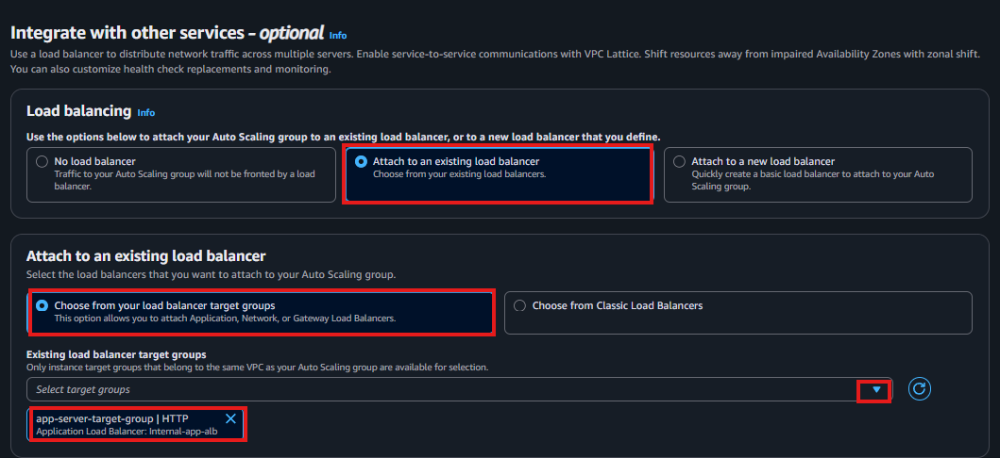 Integrate with other services - optional Info
Use a load balancer to distribute network traffic across multiple servers. Enable service-to-service communications with VPC Lattice. Shift resources away from impaired Availability Zones with zonal shift.
You can also customize health check replacements and monitoring.
Load balancing Info
Use the options below to attach your Auto Scaling group to an existing load balancer, or to a new load balancer that you define.
No load balancer
Traffic to your Auto Scaling group will not be fronted by a load
balancer.
Attach to an existing load balancer
Choose from your existing load balancers.
Attach to a new load balancer
Quickly create a basic load balancer to attach to your Auto
Scaling group.
Attach to an existing load balancer
Select the load balancers that you want to attach to your Auto Scaling group.
Choose from your load balancer target groups
This option allows you to attach Application, Network, or Gateway Load Balancers.
Choose from Classic Load Balancers
Existing load balancer target groups
Only instance target groups that belong to the same VPC as your Auto Scaling group are available for selection.
Select target groups
app-server-target-group | HTTP
Application Load Balancer: Internal-app-alb